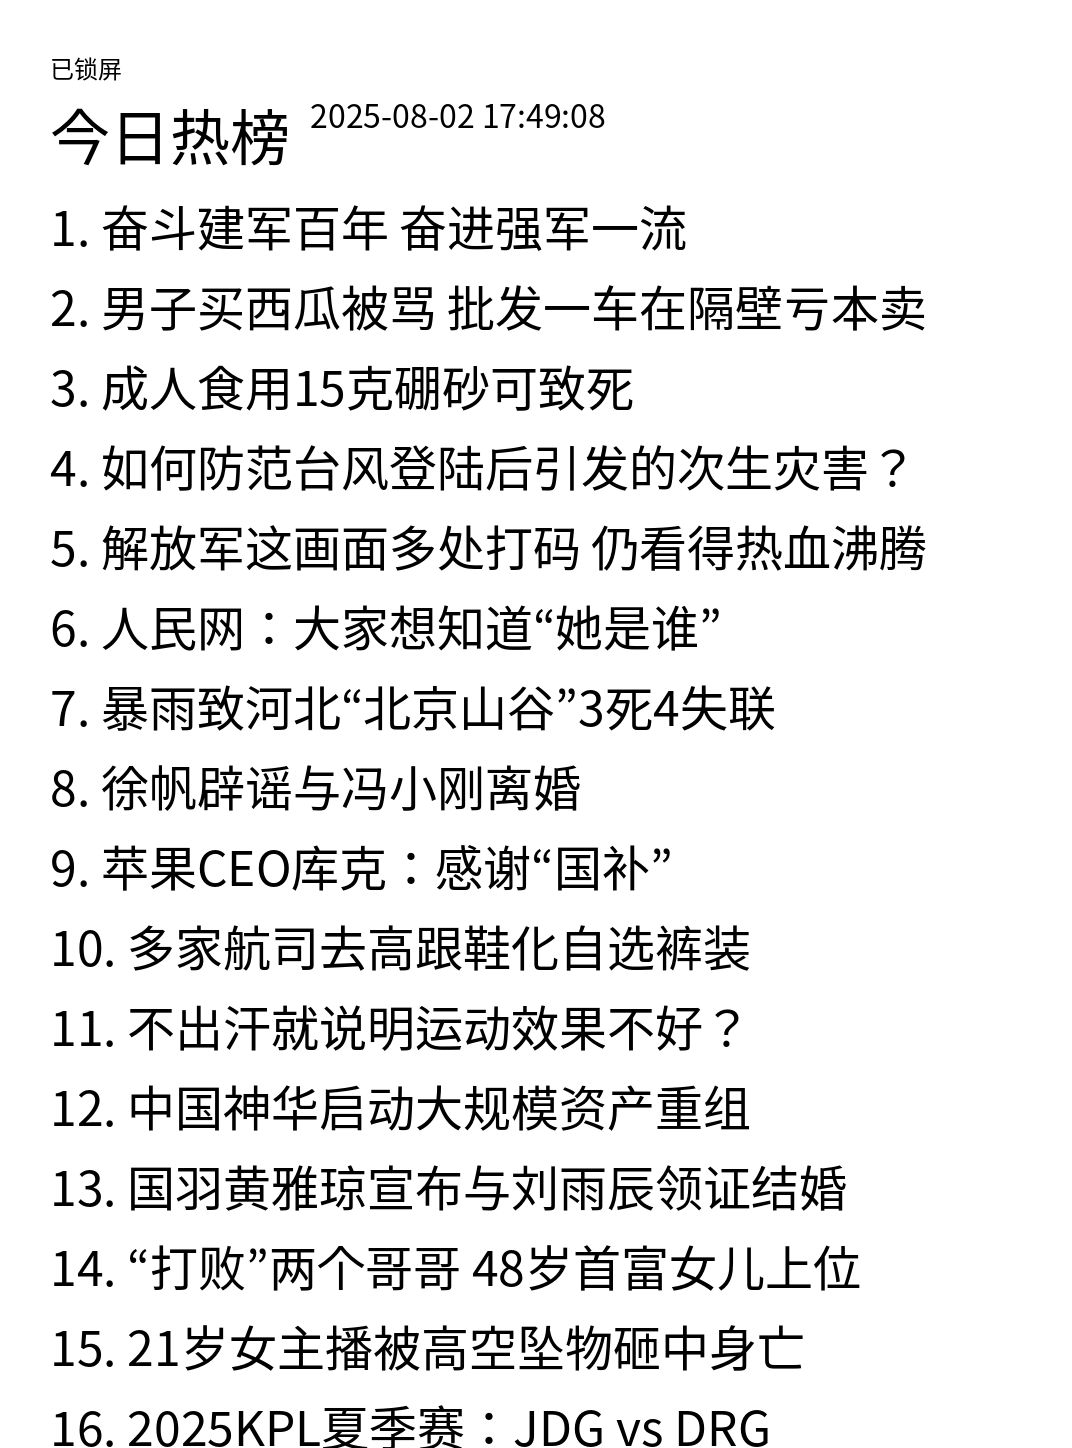 已锁屏
今日热榜 2025-08-02 17:49:08
1. 奋斗建军百年 奋进强军一流
2. 男子买西瓜被骂 批发一车在隔壁亏本卖
3. 成人食用15克硼砂可致死
4. 如何防范台风登陆后引发的次生灾害？
5. 解放军这画面多处打码 仍看得热血沸腾
6. 人民网：大家想知道“她是谁”
7. 暴雨致河北“北京山谷”3死4失联
8. 徐帆辟谣与冯小刚离婚
9. 苹果CEO库克：感谢“国补”
10. 多家航司去高跟鞋化自选裤装
11. 不出汗就说明运动效果不好？
12. 中国神华启动大规模资产重组
13. 国羽黄雅琼宣布与刘雨辰领证结婚
14. “打败”两个哥哥 48岁首富女儿上位
15. 21岁女主播被高空坠物砸中身亡
16. 2025KPL夏季赛：JDG vs DRG